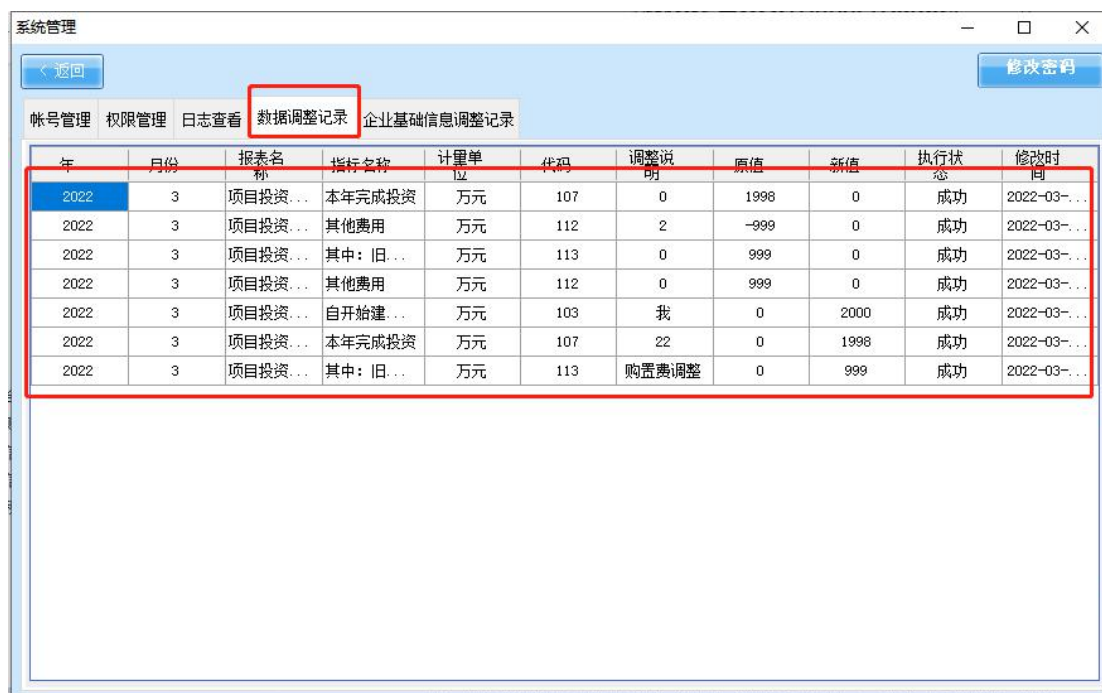 系统管理
< 返回
修改密码
帐号管理 权限管理 日志查看 数据调整记录 企业基础信息调整记录
年 月份 报表名称 指标名称 计量单位 代码 调整说明 原值 新值 执行状态 修改时间
2022 3 项目投资... 本年完成投资 万元 107 0 1998 0 成功 2022-03-...
2022 3 项目投资... 其他费用 万元 112 2 -999 0 成功 2022-03-...
2022 3 项目投资... 其中：旧... 万元 113 0 999 0 成功 2022-03-...
2022 3 项目投资... 其他费用 万元 112 0 999 0 成功 2022-03-...
2022 3 项目投资... 自开始建... 万元 103 我 0 2000 成功 2022-03-...
2022 3 项目投资... 本年完成投资 万元 107 22 0 1998 成功 2022-03-...
2022 3 项目投资... 其中：旧... 万元 113 购置费调整 0 999 成功 2022-03-...